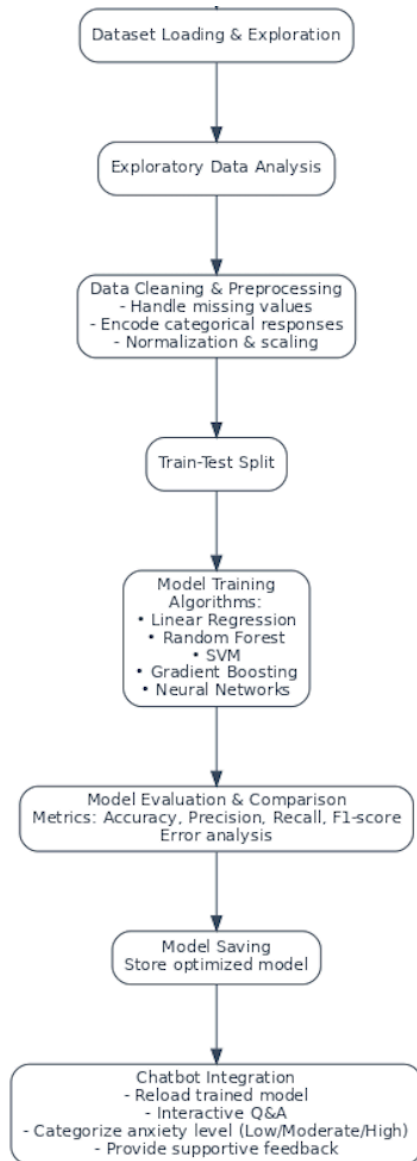 Dataset Loading & Exploration
Exploratory Data Analysis
Data Cleaning & Preprocessing
- Handle missing values
- Encode categorical responses
- Normalization & scaling
Train-Test Split
Model Training
Algorithms:
• Linear Regression
• Random Forest
• SVM
• Gradient Boosting
• Neural Networks
Model Evaluation & Comparison
Metrics: Accuracy, Precision, Recall, F1-score
Error analysis
Model Saving
Store optimized model
Chatbot Integration
- Reload trained model
- Interactive Q&A
- Categorize anxiety level (Low/Moderate/High)
- Provide supportive feedback